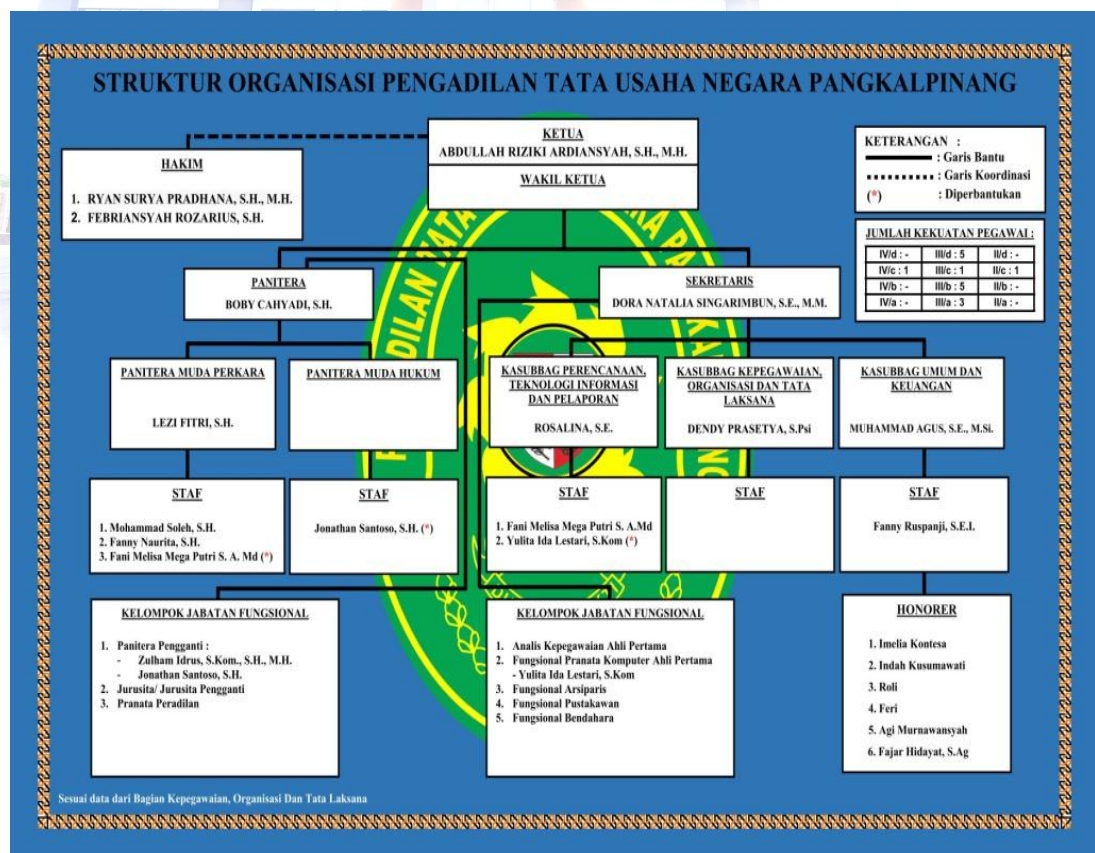 STRUKTUR ORGANISASI PENGADILAN TATA USAHA NEGARA PANGKALPINANG
KETUA
ABDULLAH RIZIKI ARDIANSYAH, S.H., M.H.
WAKIL KETUA
HAKIM
1. RYAN SURYA PRADHANA, S.H., M.H.
2. FEBRIANSYAH ROZARIUS, S.H.
KETERANGAN :
: Garis Bantu
: Garis Koordinasi
(*) : Diperbantukan
JUMLAH KEKUATAN PEGAWAI :
IV/d : - III/d : 5 II/d : -
IV/c : 1 III/c : 1 II/c : 1
IV/b : - III/b : 5 II/b : -
IV/a : - III/a : 3 II/a : -
PANITERA
BOBY CAHYADI, S.H.
SEKRETARIS
DORA NATALIA SINGARIMBUN, S.E., M.M.
PANITERA MUDA PERKARA
LEZI FITRI, S.H.
PANITERA MUDA HUKUM
KASUBBAG PERENCANAAN,
TEKNOLOGI INFORMASI
DAN PELAPORAN
ROSALINA, S.E.
KASUBBAG KEPEGAWAIAN,
ORGANISASI DAN TATA
LAKSANA
DENDY PRASETYA, S.Psi
KASUBBAG UMUM DAN
KEUANGAN
MUHAMMAD AGUS, S.E., M.Si.
STAF
1. Mohammad Soleh, S.H.
2. Fanny Naurita, S.H.
3. Fani Melisa Mega Putri S. A. Md (*)
STAF
Jonathan Santoso, S.H. (*)
STAF
1. Fani Melisa Mega Putri S. A.Md
2. Yulita Ida Lestari, S.Kom (*)
STAF
STAF
Fanny Ruspanji, S.E.I.
KELOMPOK JABATAN FUNGSIONAL
1. Panitera Pengganti :
- Zulham Idrus, S.Kom., S.H., M.H.
- Jonathan Santoso, S.H.
2. Jurusita/ Jurusita Pengganti
3. Pranata Peradilan
KELOMPOK JABATAN FUNGSIONAL
1. Analis Kepegawaian Ahli Pertama
2. Fungsional Pranata Komputer Ahli Pertama
- Yulita Ida Lestari, S.Kom
3. Fungsional Arsiparis
4. Fungsional Pustakawan
5. Fungsional Bendahara
HONORER
1. Imelia Kontesa
2. Indah Kusumawati
3. Roli
4. Feri
5. Agi Murnawansyah
6. Fajar Hidayat, S.Ag
Sesuai data dari Bagian Kepegawaian, Organisasi Dan Tata Laksana